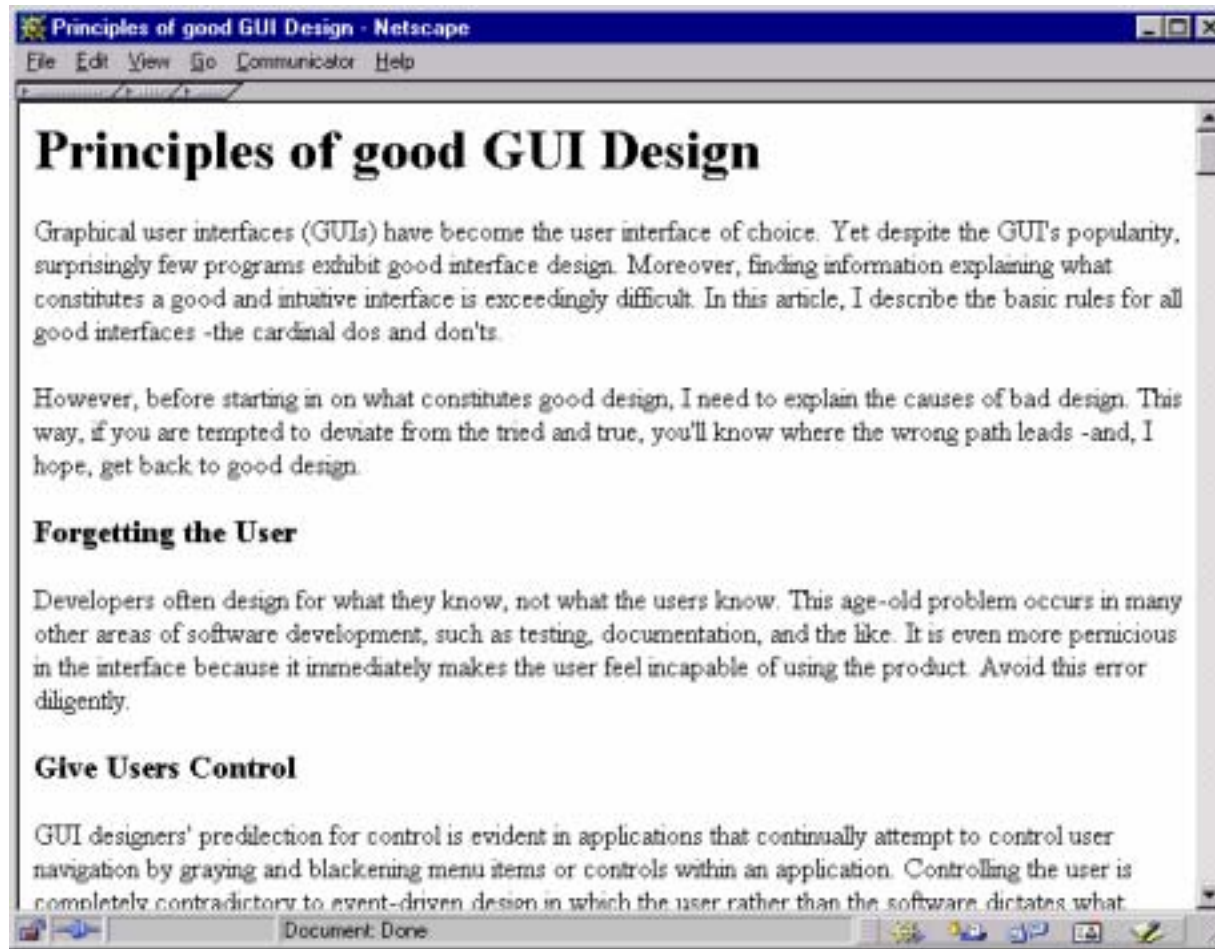 Principles of good GUI Design - Netscape
File Edit View Go Communicator Help
Principles of good GUI Design
Graphical user interfaces (GUIs) have become the user interface of choice. Yet despite the GUI's popularity,
surprisingly few programs exhibit good interface design. Moreover, finding information explaining what
constitutes a good and intuitive interface is exceedingly difficult. In this article, I describe the basic rules for all
good interfaces -the cardinal dos and don'ts.
However, before starting in on what constitutes good design, I need to explain the causes of bad design. This
way, if you are tempted to deviate from the tried and true, you'll know where the wrong path leads -and, I
hope, get back to good design.
Forgetting the User
Developers often design for what they know, not what the users know. This age-old problem occurs in many
other areas of software development, such as testing, documentation, and the like. It is even more pernicious
in the interface because it immediately makes the user feel incapable of using the product. Avoid this error
diligently.
Give Users Control
GUI designers' predilection for control is evident in applications that continually attempt to control user
navigation by graying and blackening menu items or controls within an application. Controlling the user is
completely contradictory to event-driven design in which the user rather than the software dictates what
Document: Done